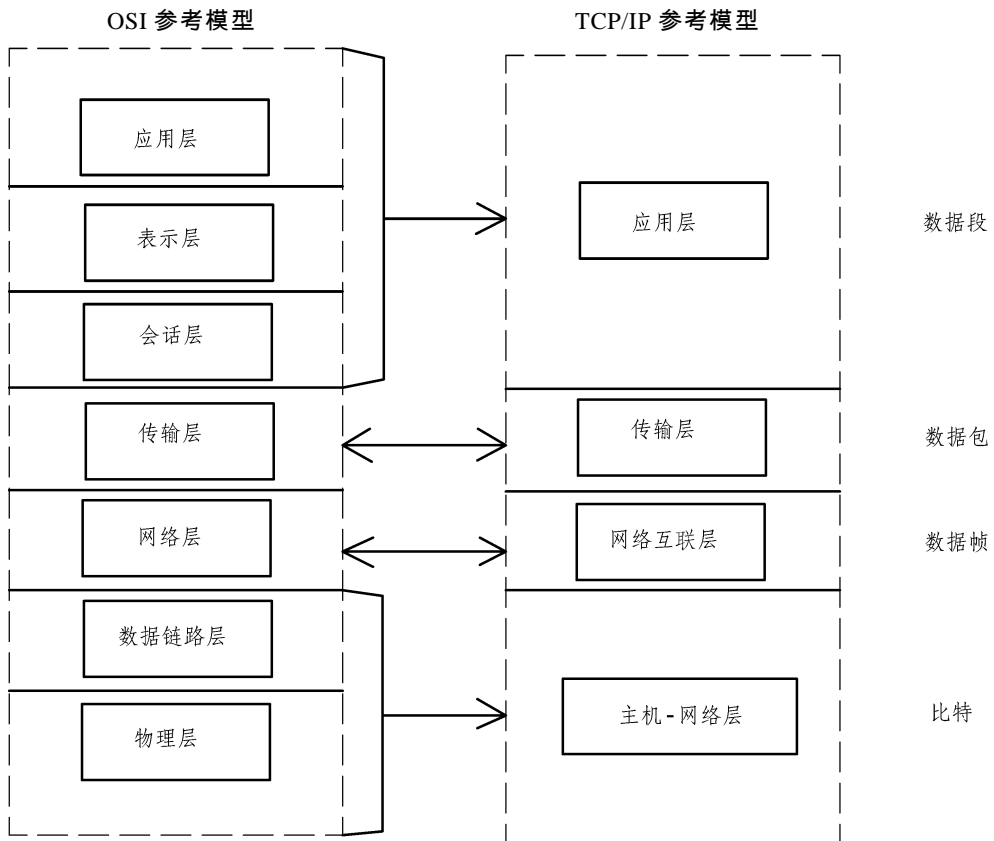 OSI 参考模型
TCP/IP 参考模型
应用层
表示层
会话层
传输层
网络层
数据链路层
物理层
应用层
传输层
网络互联层
主机-网络层
数据段
数据包
数据帧
比特